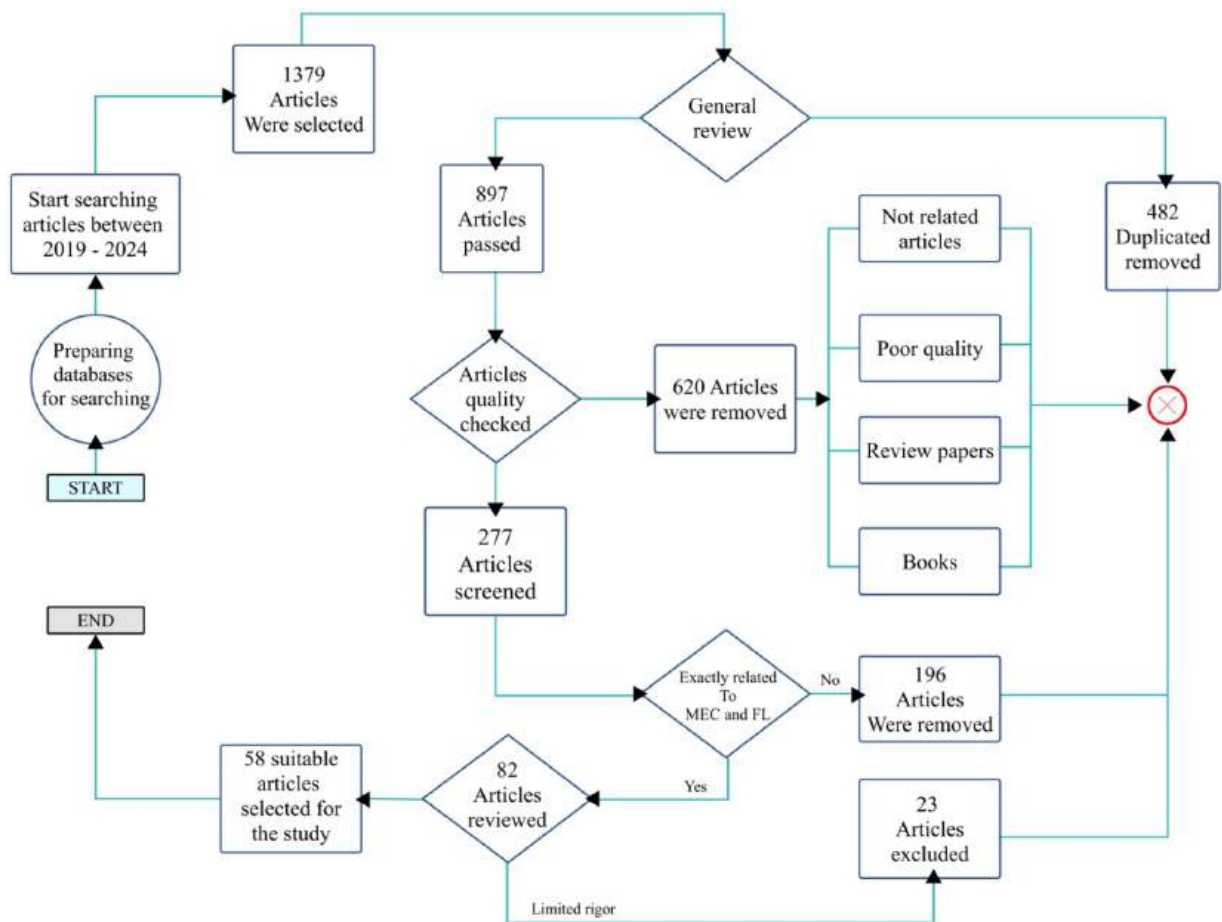 START
Preparing
databases
for searching
Start searching
articles between
2019 - 2024
1379
Articles
Were selected
General
review
482
Duplicated
removed
897
Articles
passed
Articles
quality
checked
620 Articles
were removed
Not related
articles
Poor quality
Review papers
Books
277
Articles
screened
Exactly related
To
MEC and FL
No
196
Articles
Were removed
Yes
82
Articles
reviewed
Limited rigor
23
Articles
excluded
58 suitable
articles
selected for
the study
END